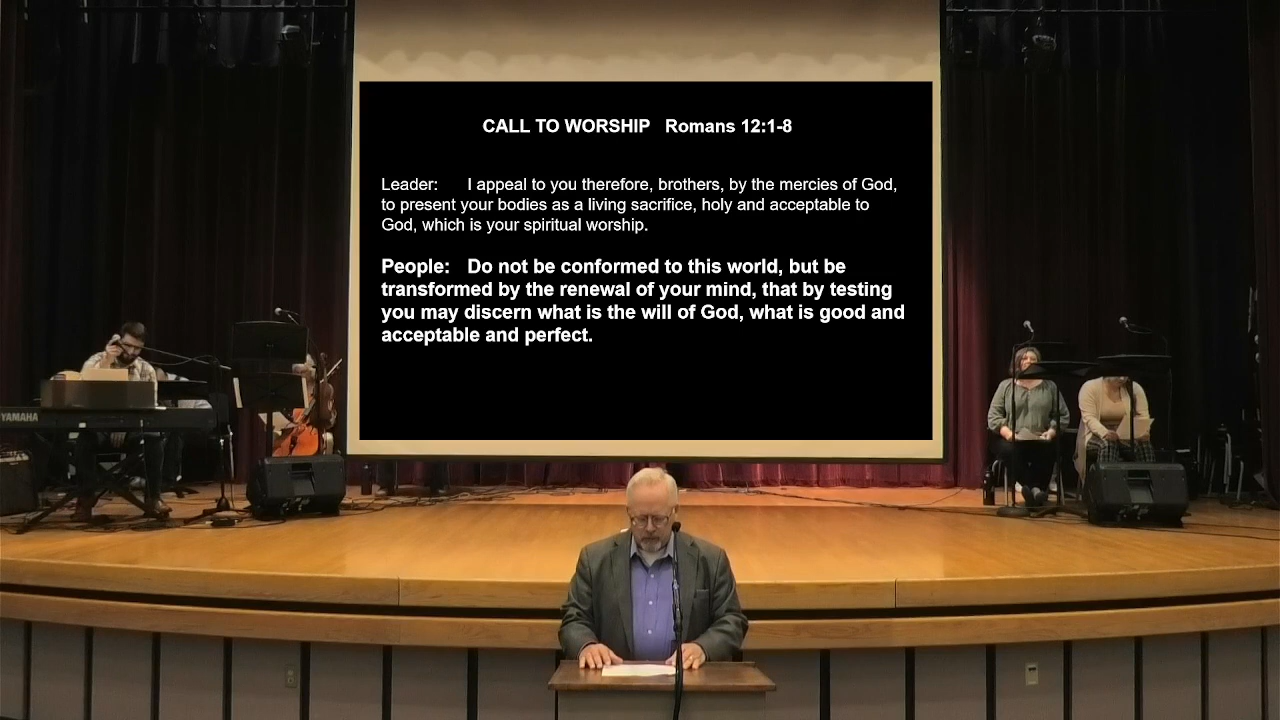 CALL TO WORSHIP Romans 12:1-8
Leader: I appeal to you therefore, brothers, by the mercies of God,
to present your bodies as a living sacrifice, holy and acceptable to
God, which is your spiritual worship.
People: Do not be conformed to this world, but be
transformed by the renewal of your mind, that by testing
you may discern what is the will of God, what is good and
acceptable and perfect.
YAMAHA